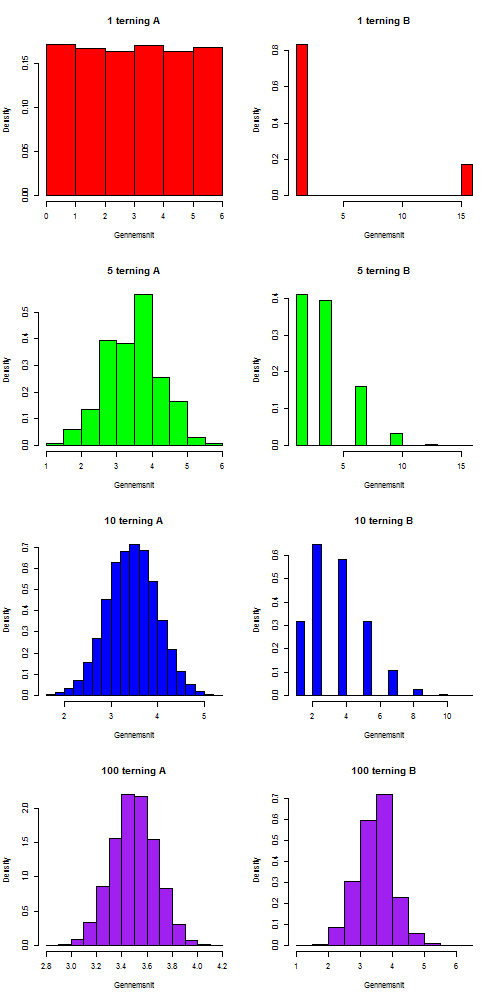 1 terning A
Density
0.00 0.05 0.10 0.15
0 1 2 3 4 5 6
Gennemsnit
1 terning B
Density
0.0 0.2 0.4 0.6 0.8
5 10 15
Gennemsnit
5 terning A
Density
0.0 0.1 0.2 0.3 0.4 0.5
1 2 3 4 5 6
Gennemsnit
5 terning B
Density
0.0 0.1 0.2 0.3 0.4
5 10 15
Gennemsnit
10 terning A
Density
0.0 0.1 0.2 0.3 0.4 0.5 0.6 0.7
2 3 4 5
Gennemsnit
10 terning B
Density
0.0 0.1 0.2 0.3 0.4 0.5 0.6
2 4 6 8 10
Gennemsnit
100 terning A
Density
0.0 0.5 1.0 1.5 2.0
2.8 3.0 3.2 3.4 3.6 3.8 4.0 4.2
Gennemsnit
100 terning B
Density
0.0 0.1 0.2 0.3 0.4 0.5 0.6 0.7
1 2 3 4 5 6
Gennemsnit